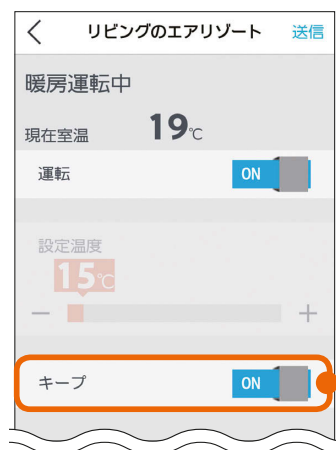 リビングのエアリゾート 送信
暖房運転中
現在室温 19℃
運転 ON
設定温度
15℃
− +
キープ ON